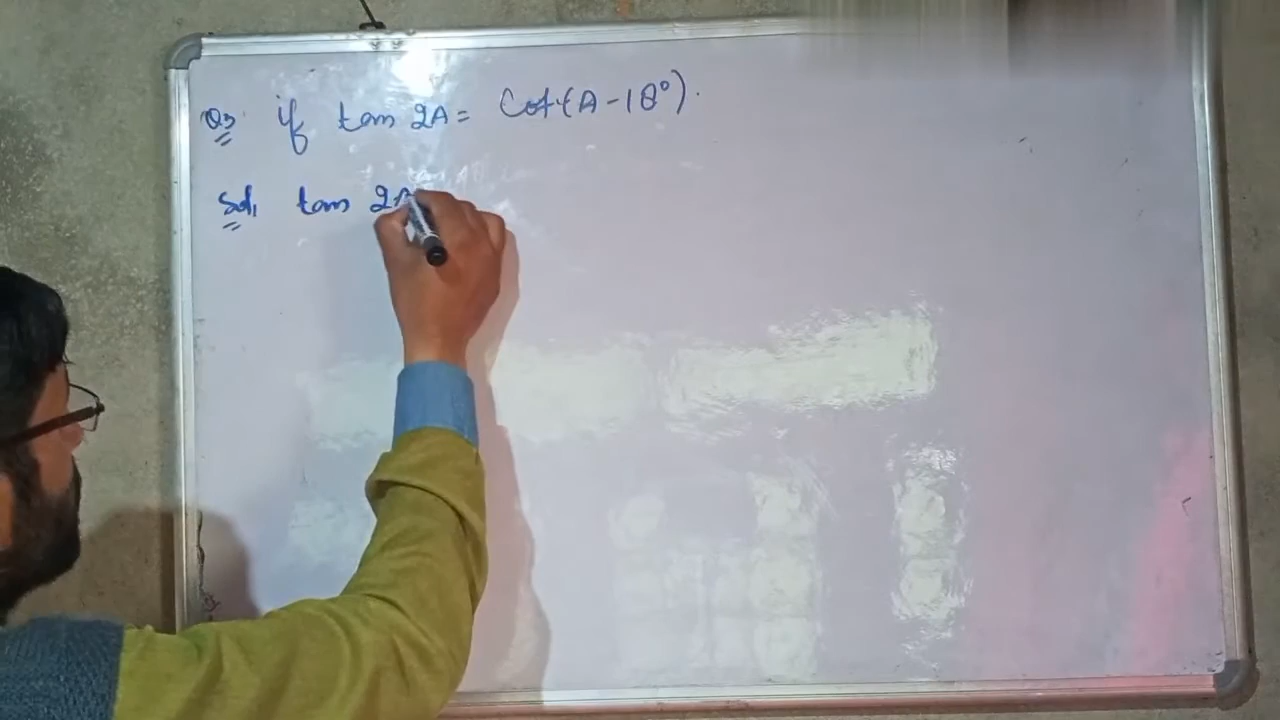 Q3 if tan 2A = Cot(A-18°).
Sol, tan 2A